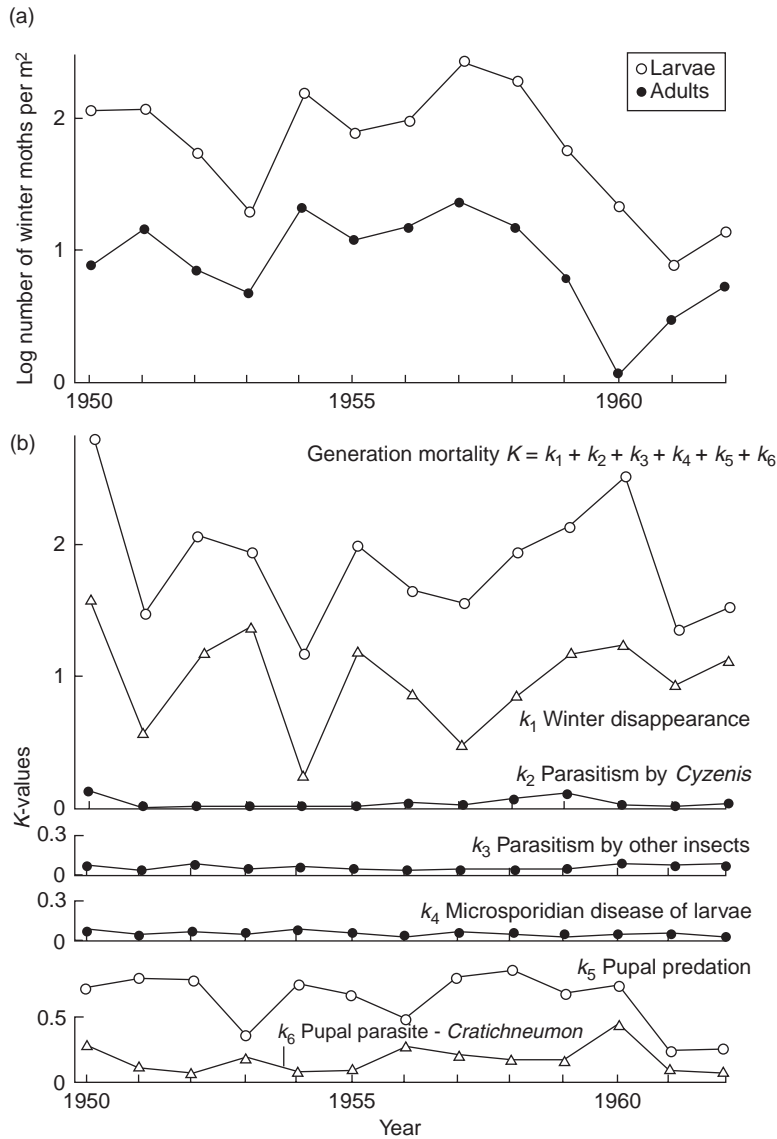 (a)
Log number of winter moths per m²
2
1
0
Larvae
Adults
1950 1955 1960
(b)
Generation mortality K = k₁ + k₂ + k₃ + k₄ + k₅ + k₆
K-values
2
1
k₁ Winter disappearance
k₂ Parasitism by Cyzenis
0
0.3
k₃ Parasitism by other insects
0
0.3
k₄ Microsporidian disease of larvae
0
k₅ Pupal predation
0.5
k₆ Pupal parasite - Cratichneumon
0
1950 1955 1960
Year